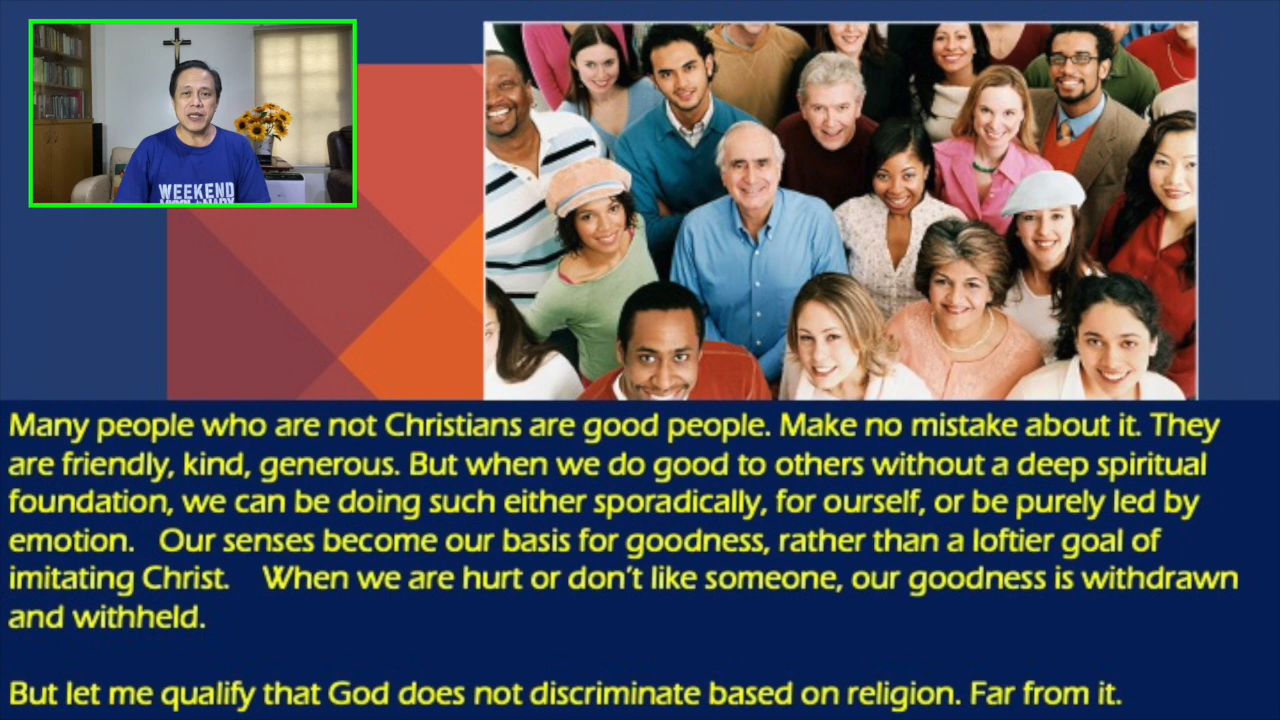 WEEKEND
Many people who are not Christians are good people. Make no mistake about it. They
are friendly, kind, generous. But when we do good to others without a deep spiritual
foundation, we can be doing such either sporadically, for ourself, or be purely led by
emotion. Our senses become our basis for goodness, rather than a loftier goal of
imitating Christ. When we are hurt or don't like someone, our goodness is withdrawn
and withheld.
But let me qualify that God does not discriminate based on religion. Far from it.